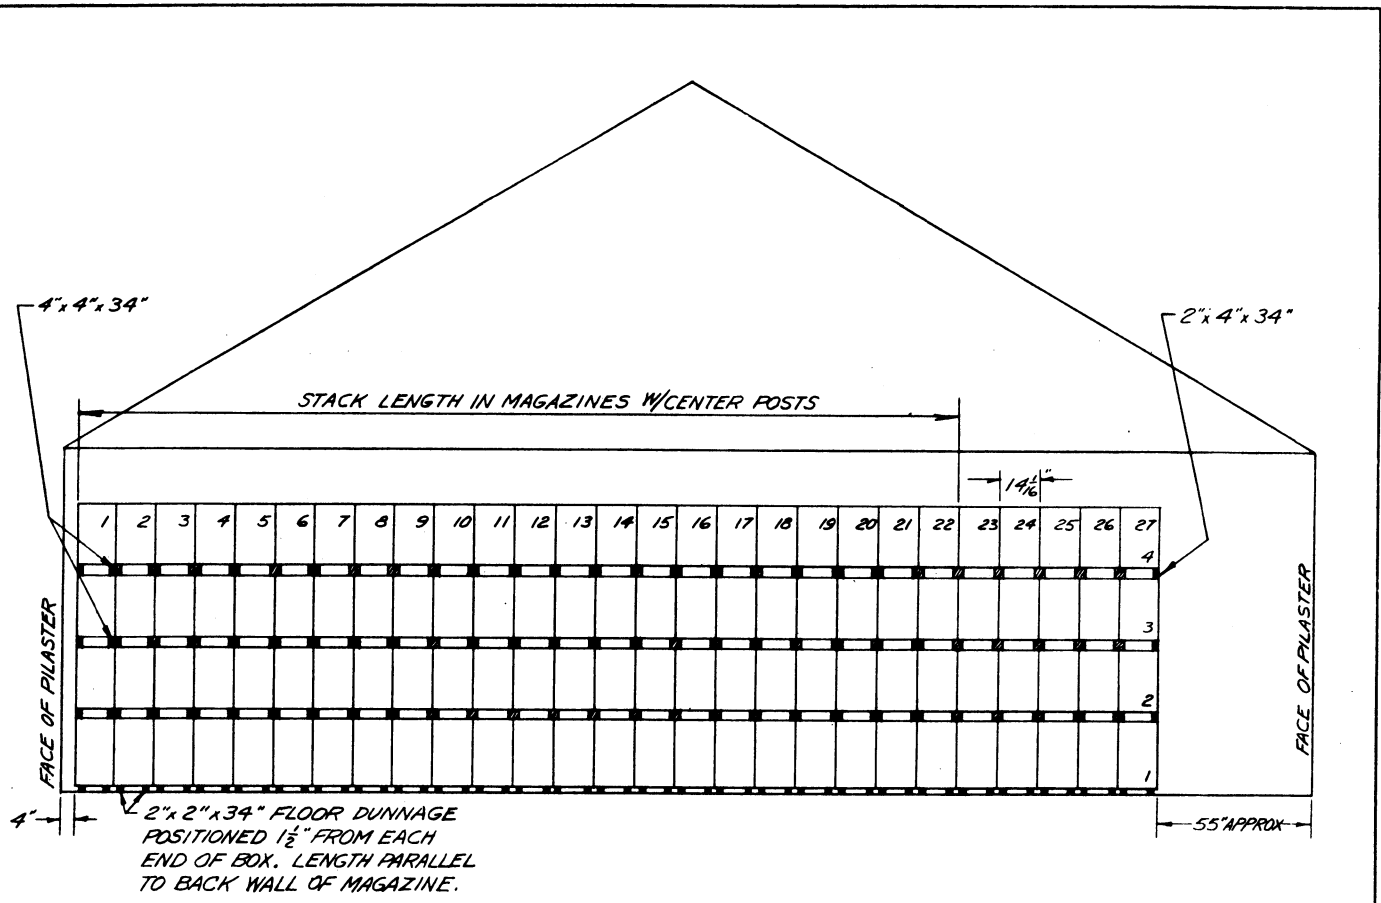 4"x 4"x 34"
2"x 4"x 34"
STACK LENGTH IN MAGAZINES W/CENTER POSTS
14 1/16"
1 2 3 4 5 6 7 8 9 10 11 12 13 14 15 16 17 18 19 20 21 22 23 24 25 26 27
4
3
2
1
FACE OF PILASTER
FACE OF PILASTER
4"
2"x 2"x 34" FLOOR DUNNAGE
POSITIONED 1 1/2" FROM EACH
END OF BOX. LENGTH PARALLEL
TO BACK WALL OF MAGAZINE.
55" APPROX